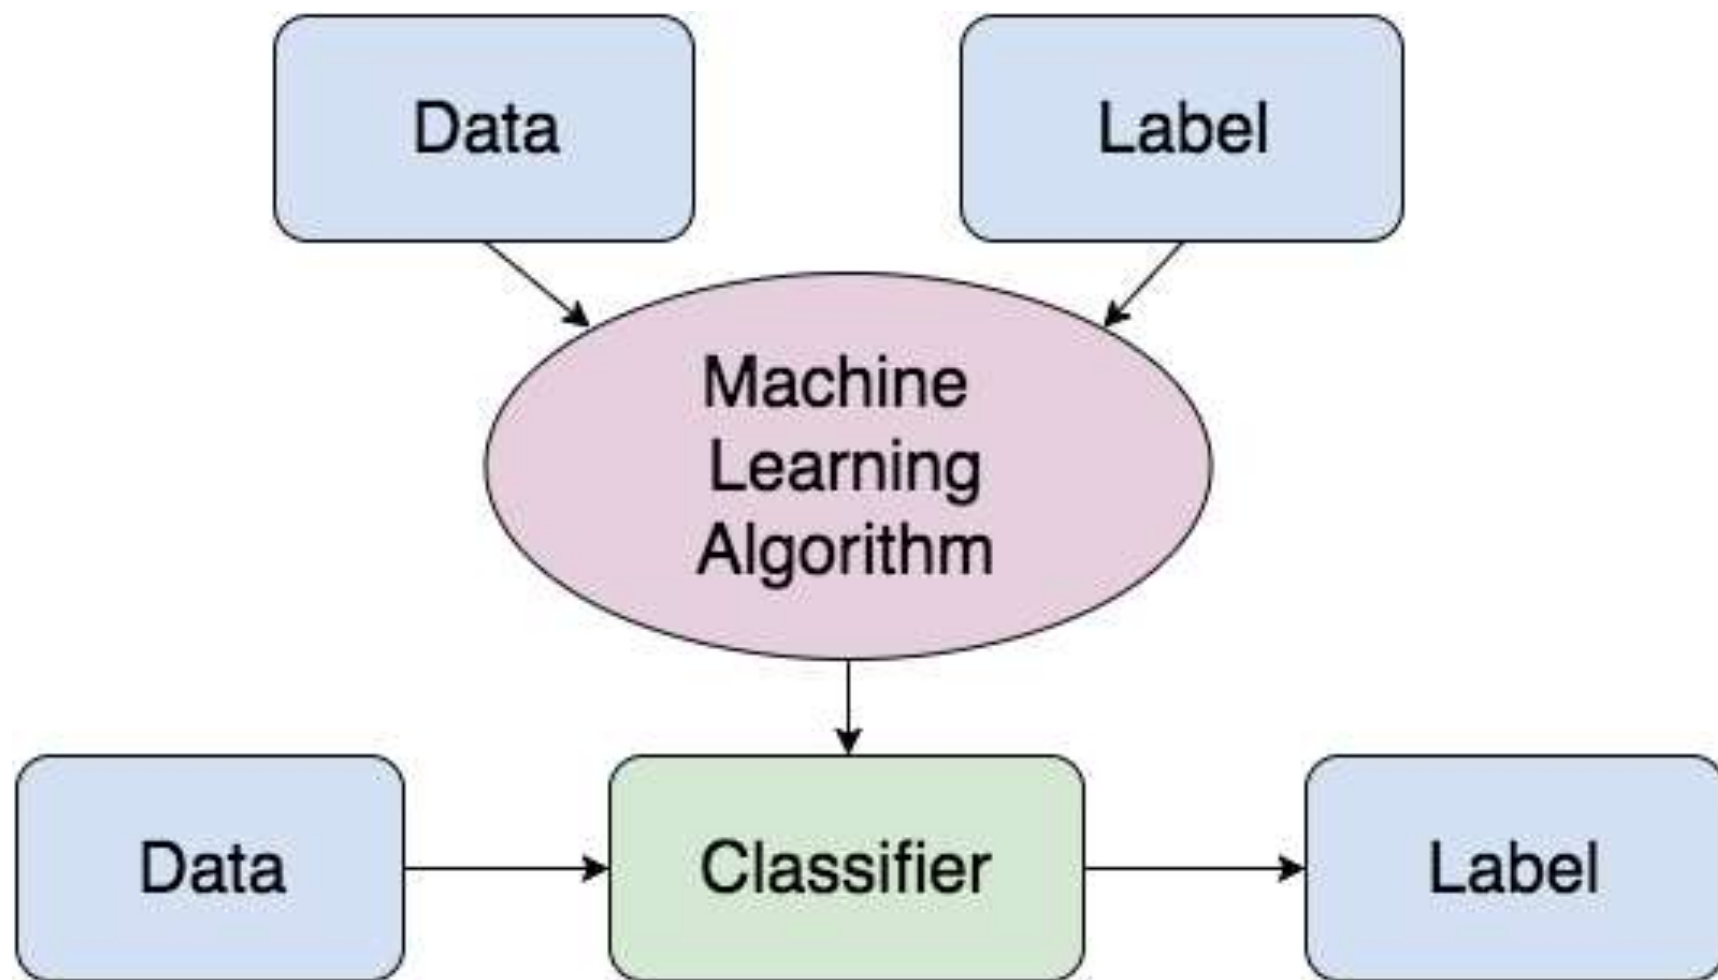 Data
Label
Machine
Learning
Algorithm
Data
Classifier
Label